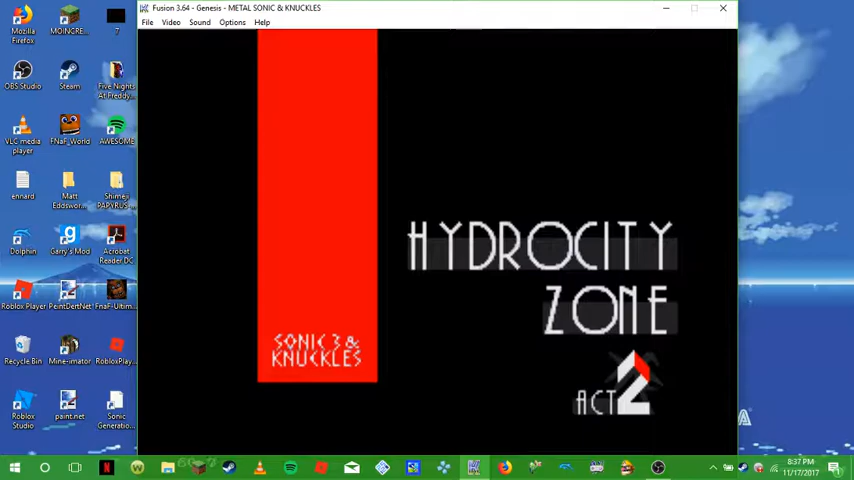 Fusion 3.64 - Genesis - METAL SONIC & KNUCKLES
File Video Sound Options Help
HYDROCITY
ZONE
ACT 2
SONIC 3 &
KNUCKLES
Mozilla
Firefox
MOINGRE...
7
OBS Studio
Steam
Five Nights
At Freddy...
VLC media
player
FNaF_World
AWESOME
ennard
Matt
Eddswor...
Shimeji
PAPYRUS-...
Dolphin
Garry's Mod
Acrobat
Reader DC
Roblox Player
PeintDertNet
FnaF-Ultim...
Recycle Bin
Mine-imator
RobloxPlay...
Roblox
Studio
paint.net
Sonic
Generatio...
8:37 PM
11/17/2017